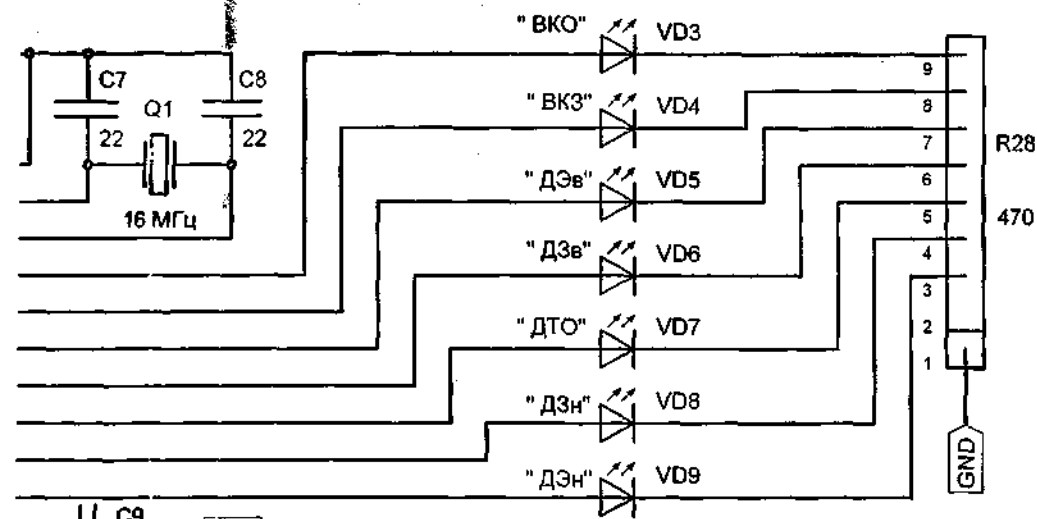 "ВКО"
VD3
9
C7
C8
Q1
22
22
16 МГц
"ВКЗ"
VD4
8
7
R28
"ДЭв"
VD5
6
5
470
"ДЗв"
VD6
4
3
"ДТО"
VD7
2
1
"ДЗн"
VD8
GND
"ДЭн"
VD9
C9